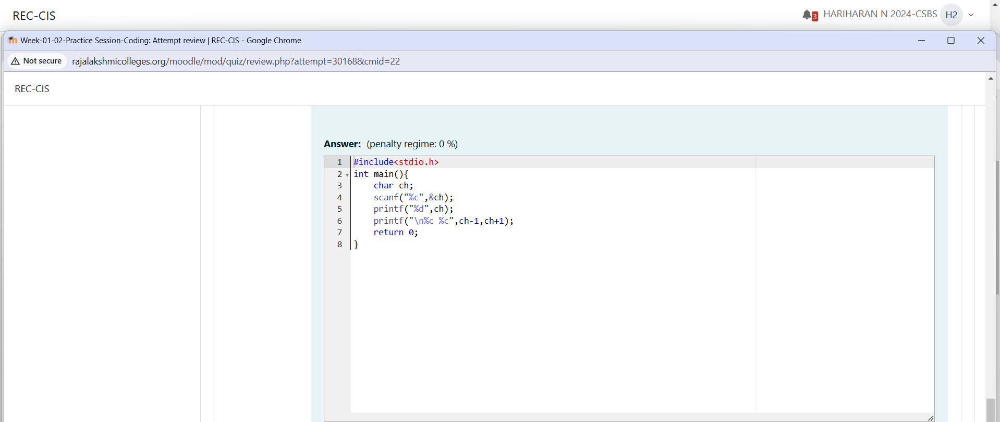 REC-CIS
3 HARIHARAN N 2024-CSBS H2
Week-01-02-Practice Session-Coding: Attempt review | REC-CIS - Google Chrome
Not secure rajalakshmicolleges.org/moodle/mod/quiz/review.php?attempt=30168&cmid=22
REC-CIS
Answer: (penalty regime: 0 %)
1 #include<stdio.h>
2 int main(){
3     char ch;
4     scanf("%c",&ch);
5     printf("%d",ch);
6     printf("\n%c %c",ch-1,ch+1);
7     return 0;
8 }